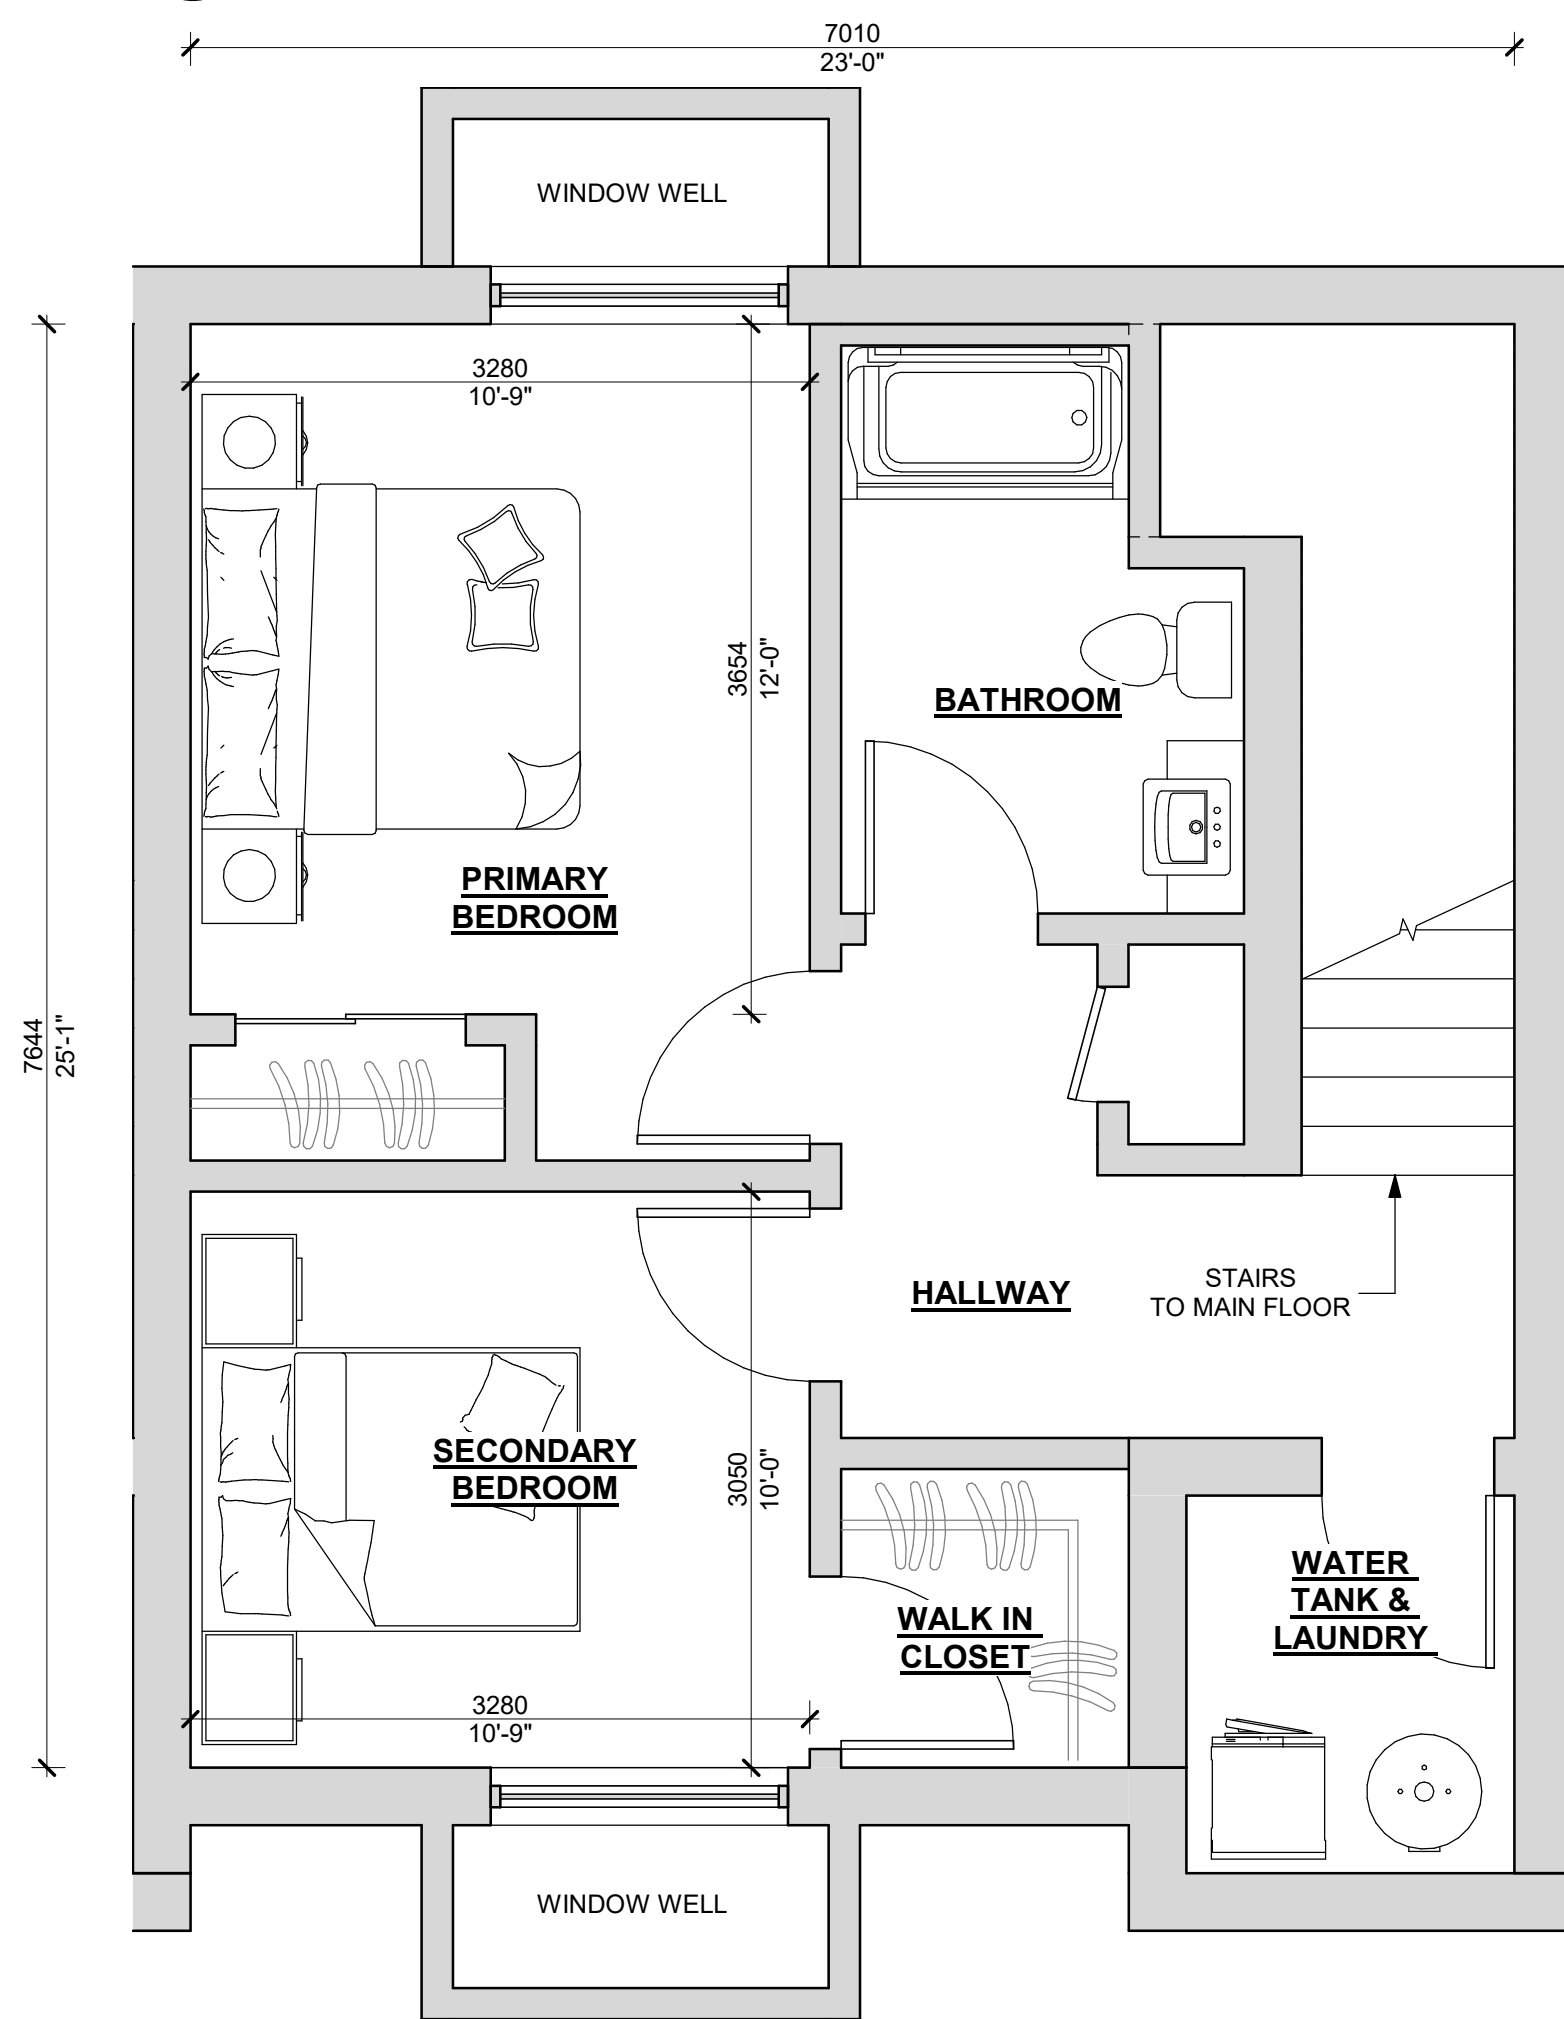 7010
23'-0"
WINDOW WELL
3280
10'-9"
3654
12'-0"
BATHROOM
PRIMARY
BEDROOM
7644
25'-1"
HALLWAY
STAIRS
TO MAIN FLOOR
SECONDARY
BEDROOM
3050
10'-0"
WATER
TANK &
LAUNDRY
WALK IN
CLOSET
3280
10'-9"
WINDOW WELL